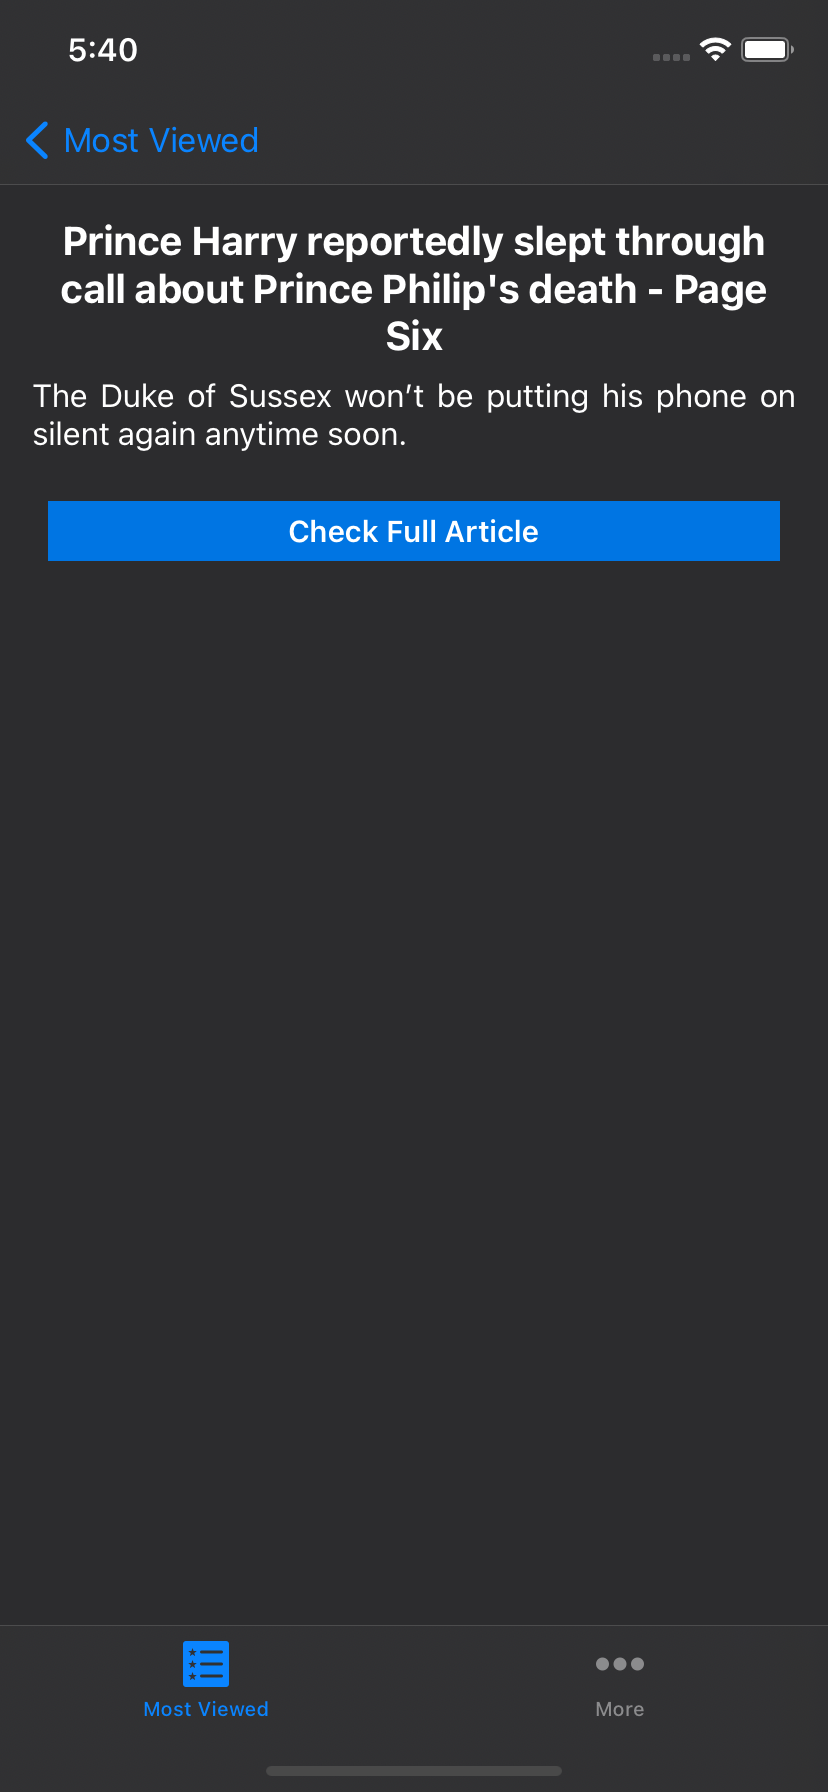 5:40
Most Viewed
Prince Harry reportedly slept through
call about Prince Philip's death - Page
Six
The Duke of Sussex won’t be putting his phone on
silent again anytime soon.
Check Full Article
Most Viewed
More